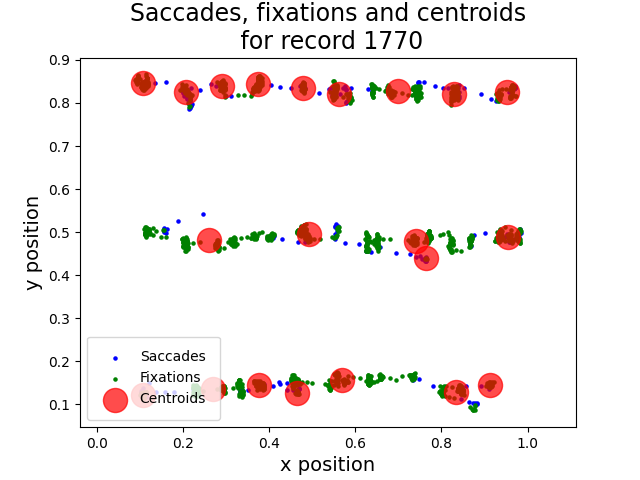 Saccades, fixations and centroids
for record 1770
0.9
0.8
0.7
0.6
0.5
0.4
0.3
0.2
0.1
y position
Saccades
Fixations
Centroids
0.0 0.2 0.4 0.6 0.8 1.0
x position